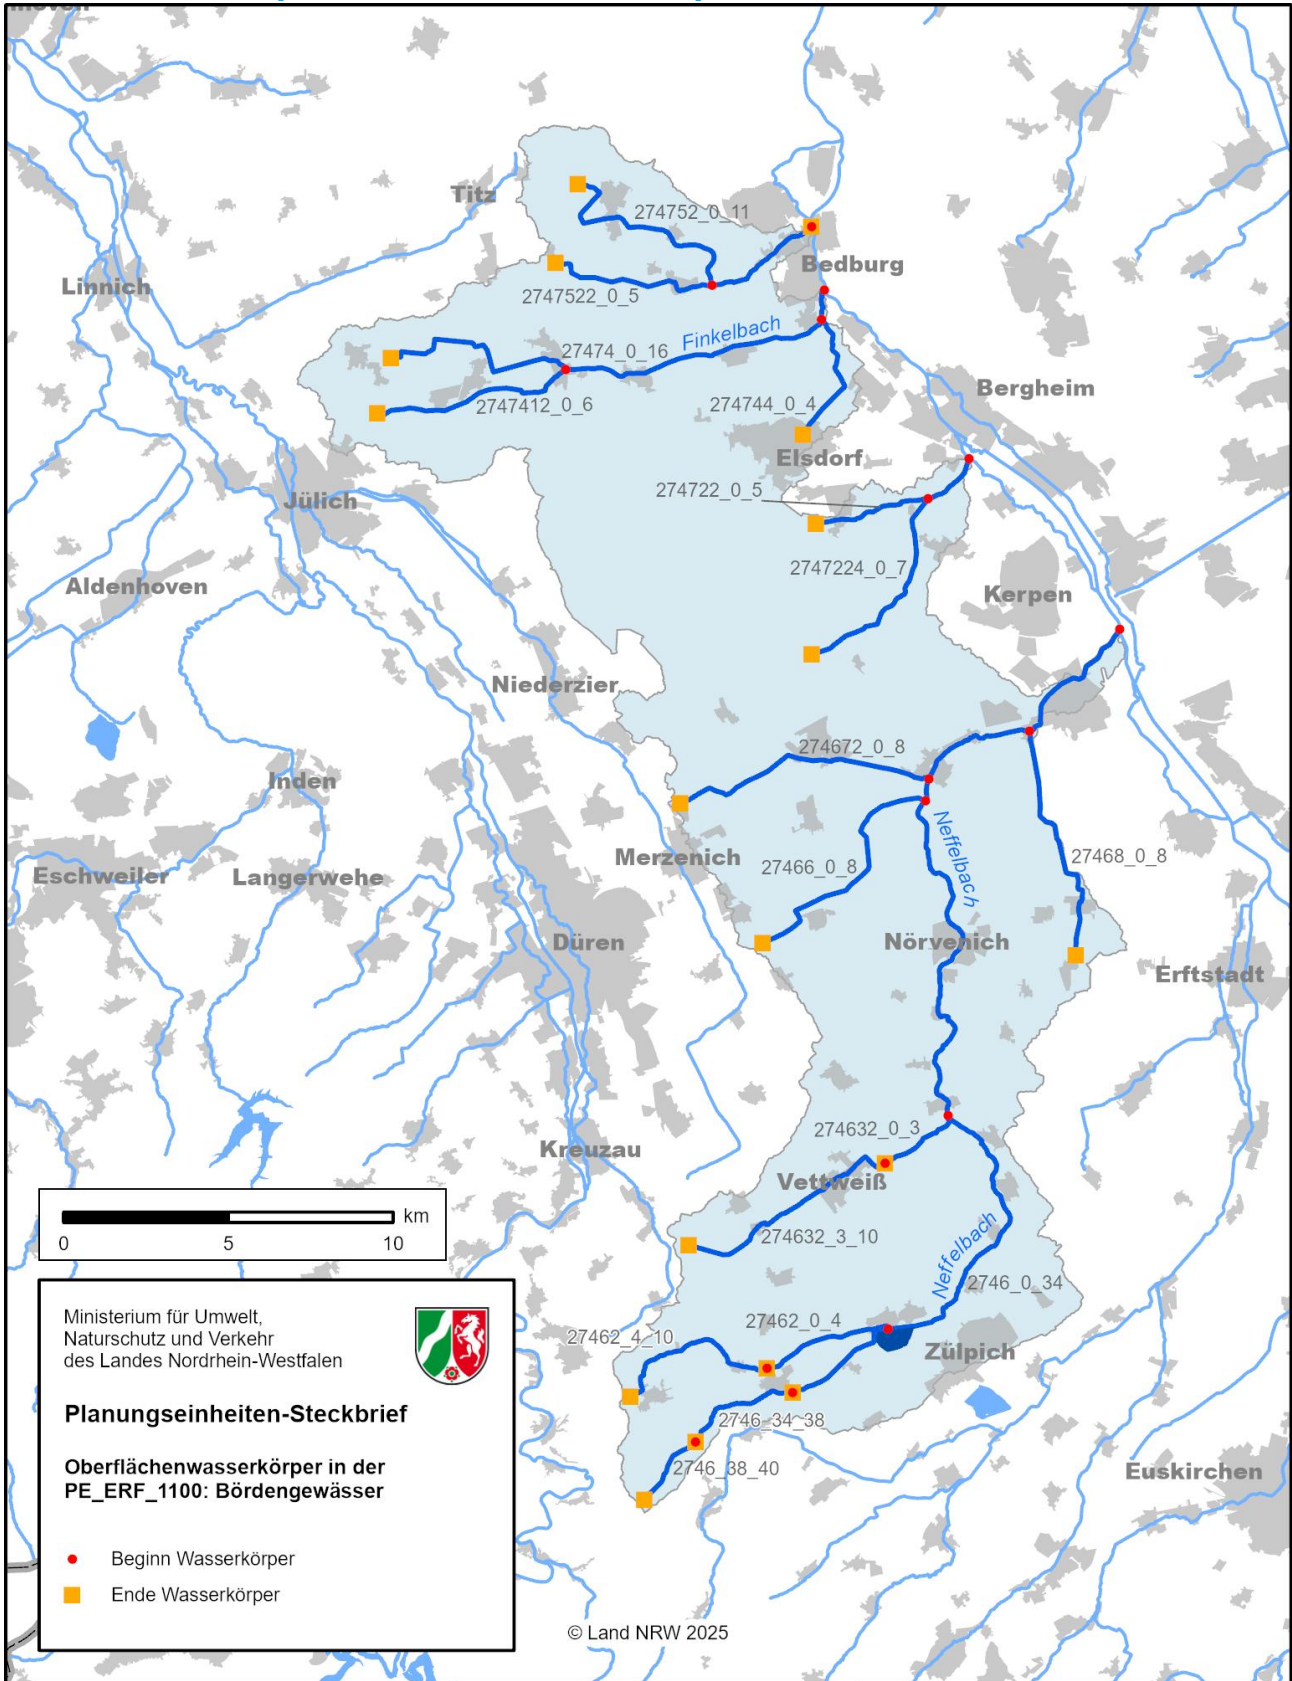 Titz
274752_0_11
Bedburg
Linnich
2747522_0_5
Finkelbach
27474_0_16
Bergheim
2747412_0_6
274744_0_4
Elsdorf
274722_0_5
Jülich
2747224_0_7
Aldenhoven
Kerpen
Niederzier
274672_0_8
Inden
Neffelbach
Merzenich
27468_0_8
27466_0_8
Eschweiler
Langerwehe
Düren
Nörvenich
Erftstadt
274632_0_3
Kreuzau
Vettweiß
km
0 5 10
274632_3_10
Neffelbach
2746_0_34
27462_0_4
27462_4_10
Zülpich
2746_34_38
2746_38_40
Euskirchen
Ministerium für Umwelt,
Naturschutz und Verkehr
des Landes Nordrhein-Westfalen
Planungseinheiten-Steckbrief
Oberflächenwasserkörper in der
PE_ERF_1100: Bördengewässer
Beginn Wasserkörper
Ende Wasserkörper
© Land NRW 2025